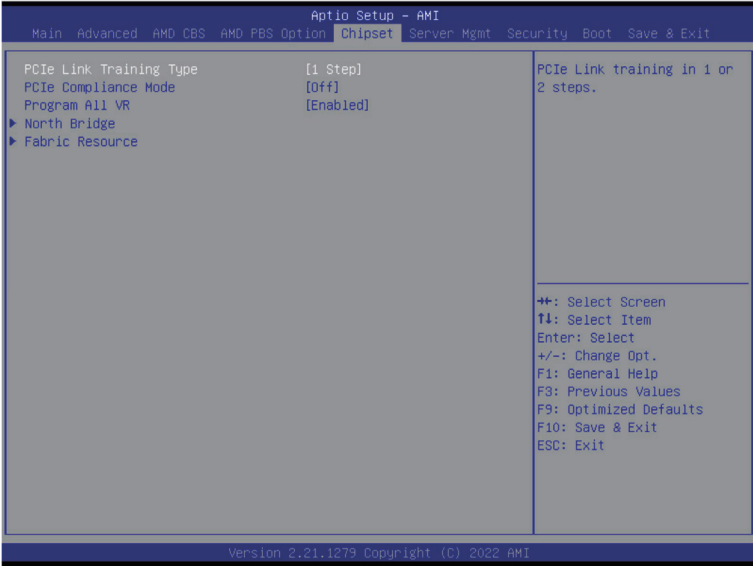 Aptio Setup – AMI
Main Advanced AMD CBS AMD PBS Option Chipset Server Mgmt Security Boot Save & Exit
PCIe Link Training Type [1 Step]
PCIe Compliance Mode [Off]
Program All VR [Enabled]
North Bridge
Fabric Resource
PCIe Link training in 1 or
2 steps.
→←: Select Screen
↑↓: Select Item
Enter: Select
+/-: Change Opt.
F1: General Help
F3: Previous Values
F9: Optimized Defaults
F10: Save & Exit
ESC: Exit
Version 2.21.1279 Copyright (C) 2022 AMI